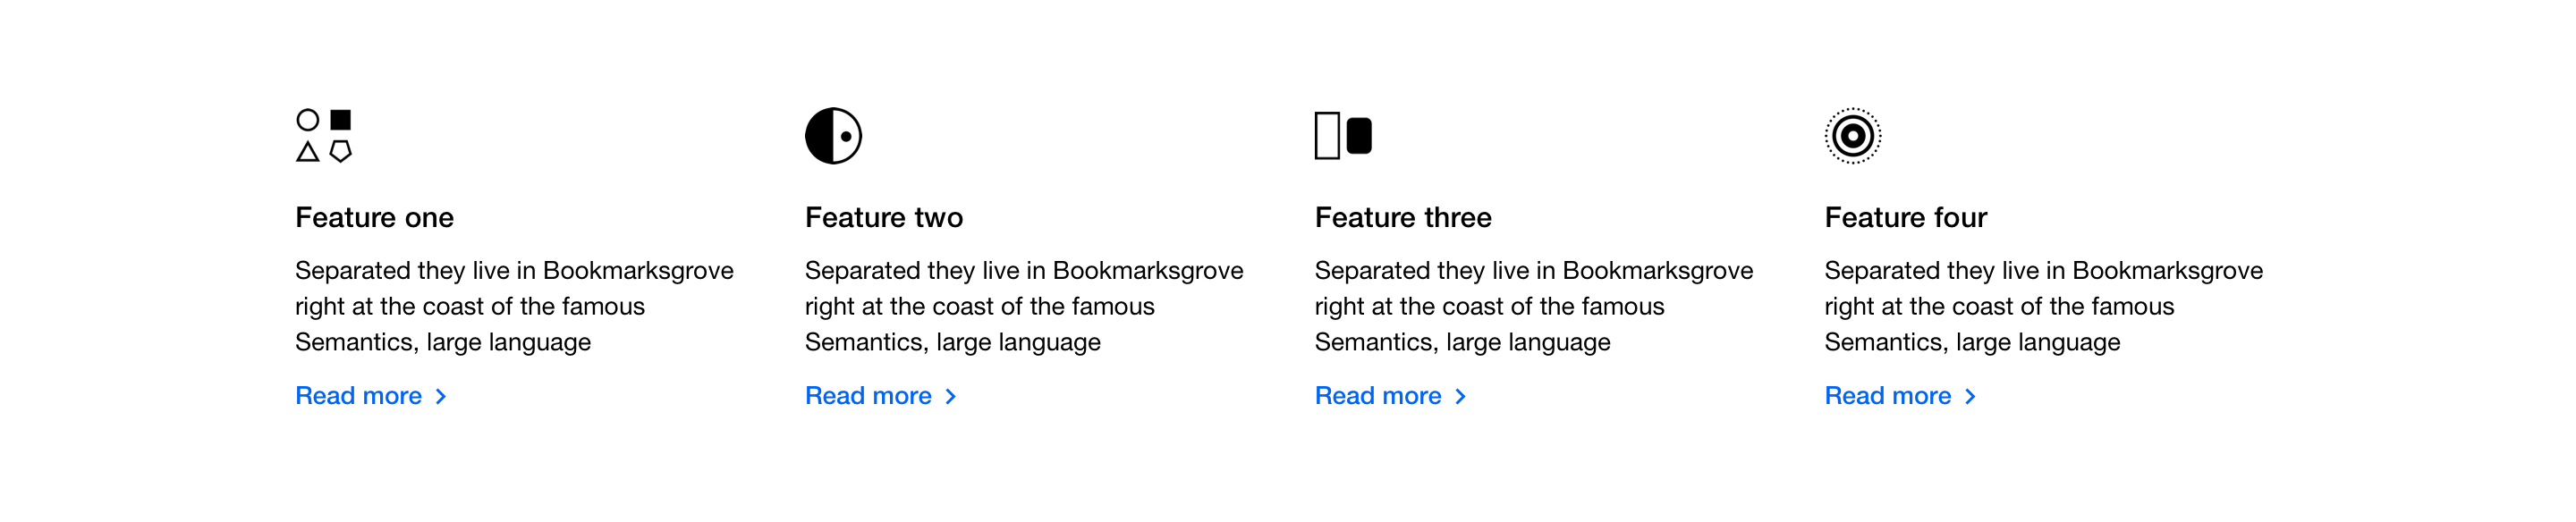 Feature one
Separated they live in Bookmarksgrove
right at the coast of the famous
Semantics, large language
Read more
Feature two
Separated they live in Bookmarksgrove
right at the coast of the famous
Semantics, large language
Read more
Feature three
Separated they live in Bookmarksgrove
right at the coast of the famous
Semantics, large language
Read more
Feature four
Separated they live in Bookmarksgrove
right at the coast of the famous
Semantics, large language
Read more